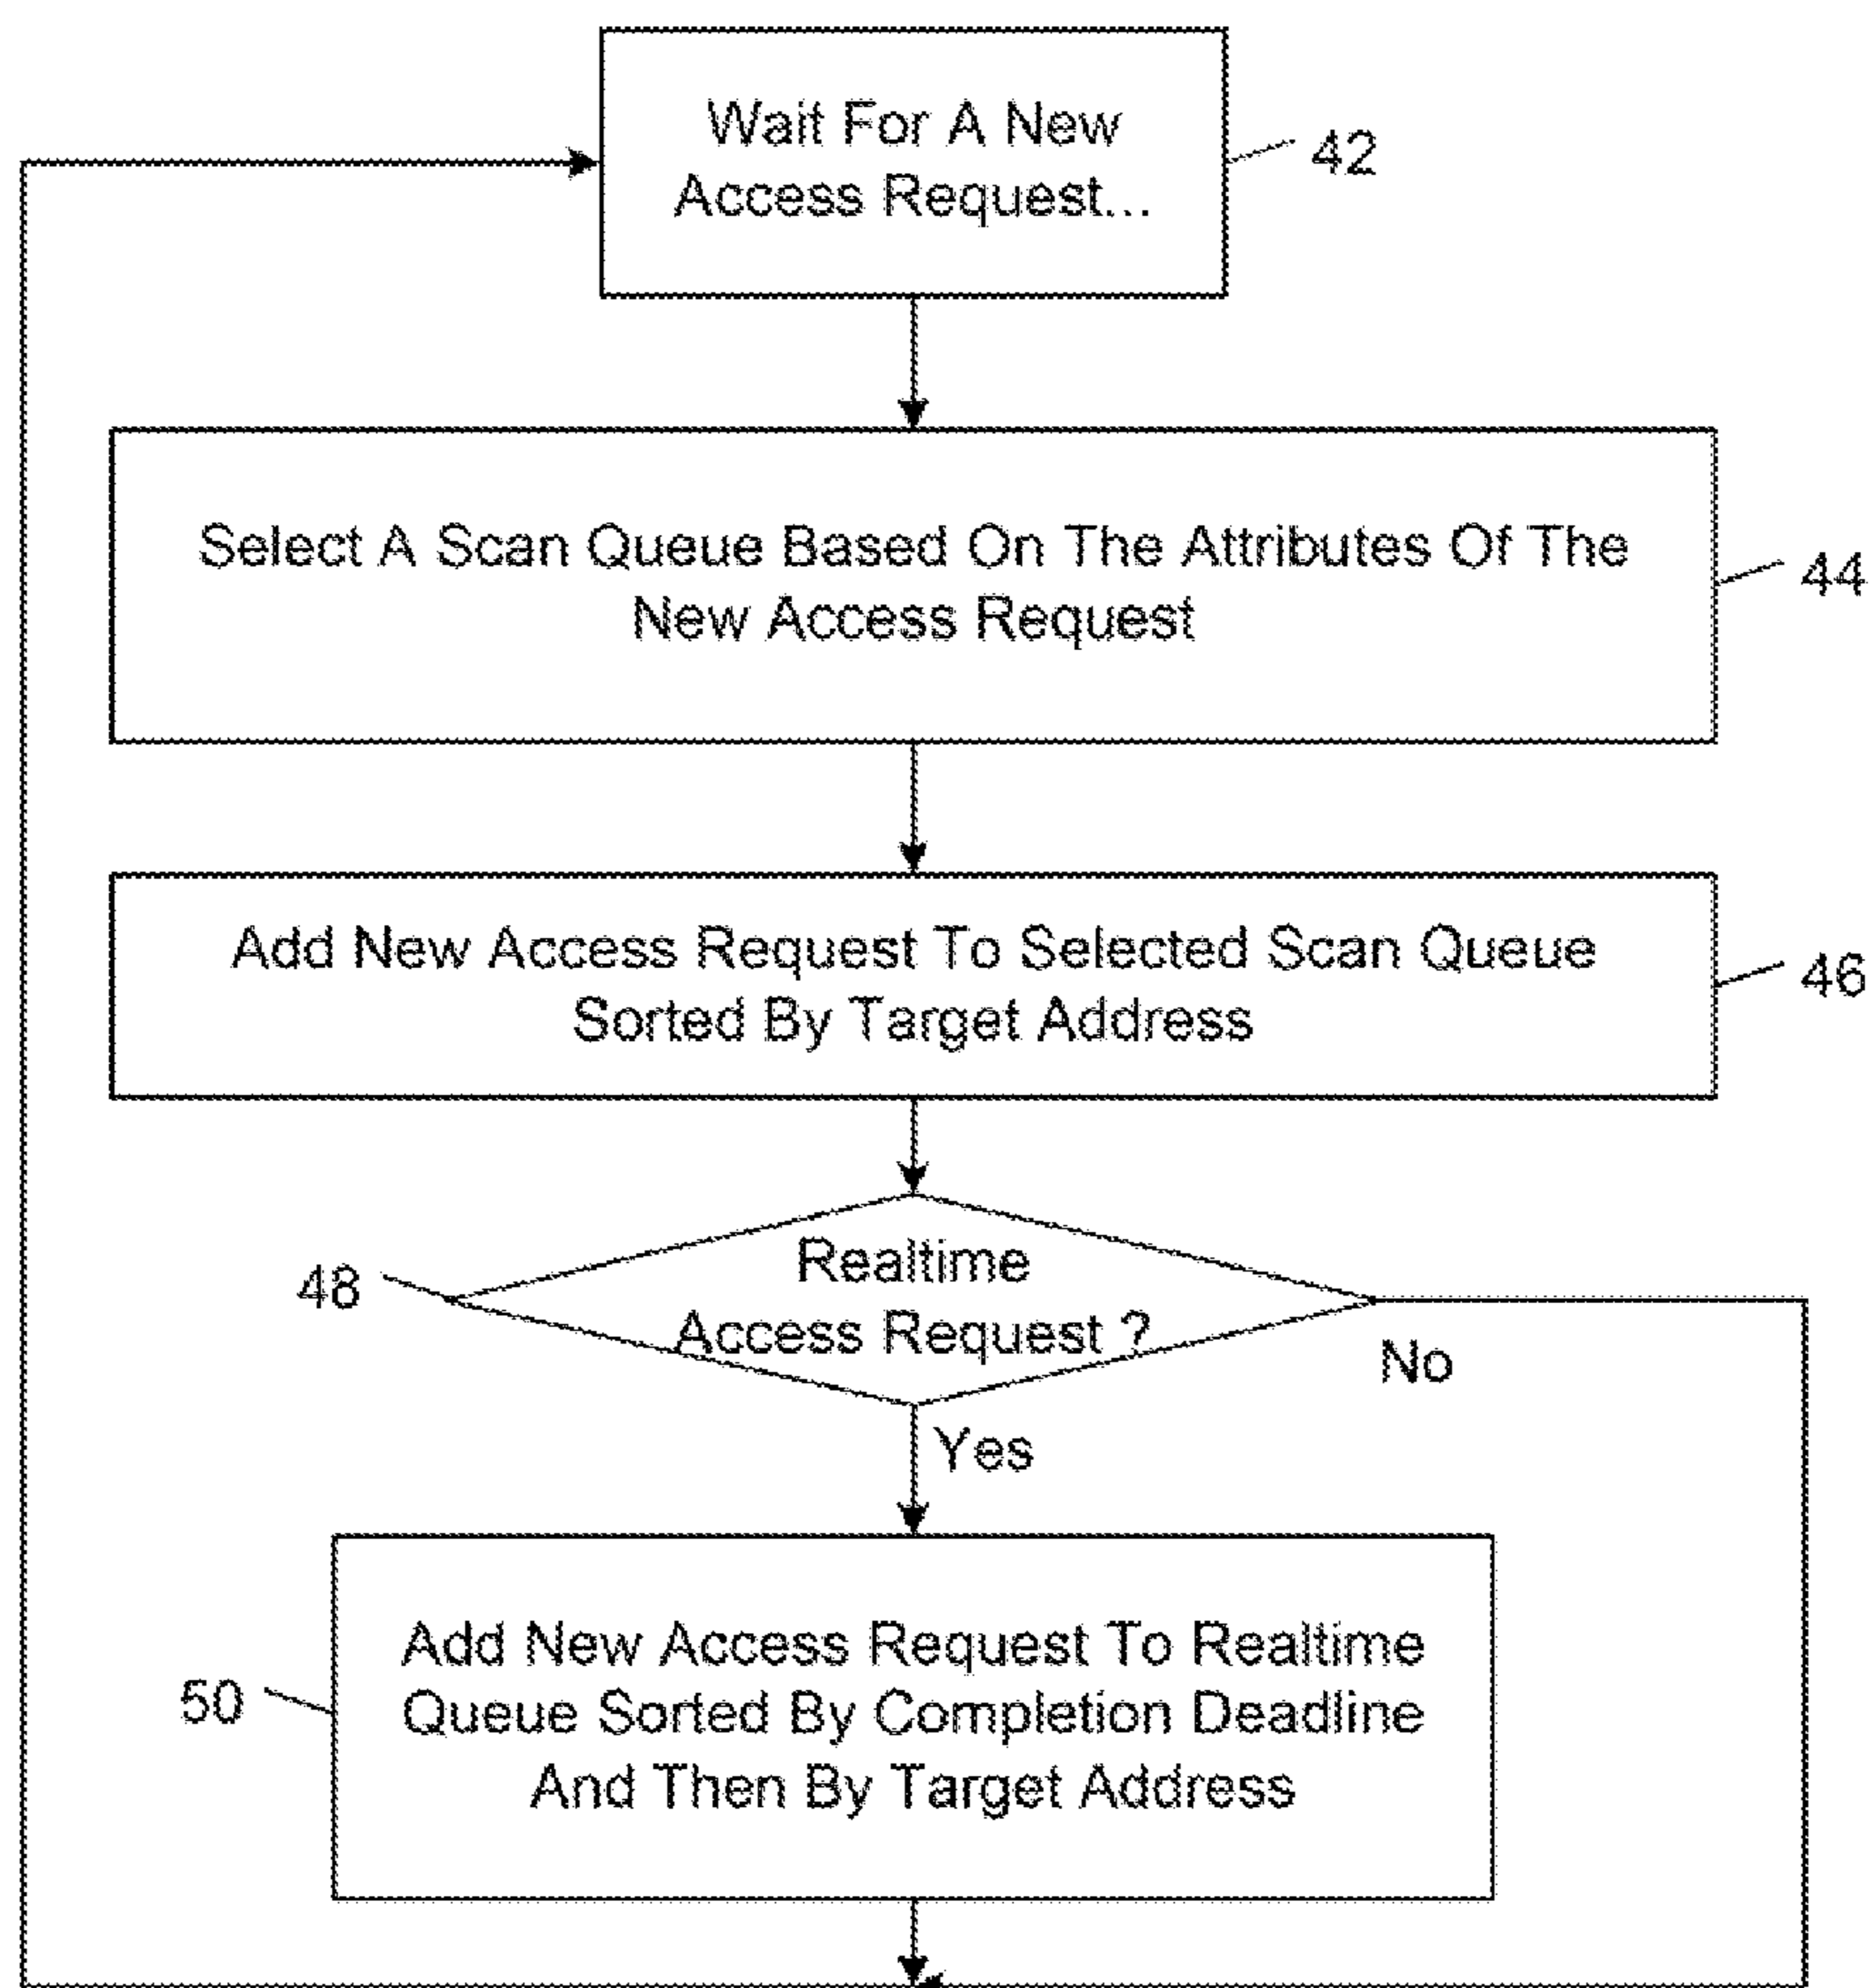 Wait For A New
Access Request...
42
Select A Scan Queue Based On The Attributes Of The
New Access Request
44
Add New Access Request To Selected Scan Queue
Sorted By Target Address
46
48
Realtime
Access Request ?
No
Yes
50
Add New Access Request To Realtime
Queue Sorted By Completion Deadline
And Then By Target Address